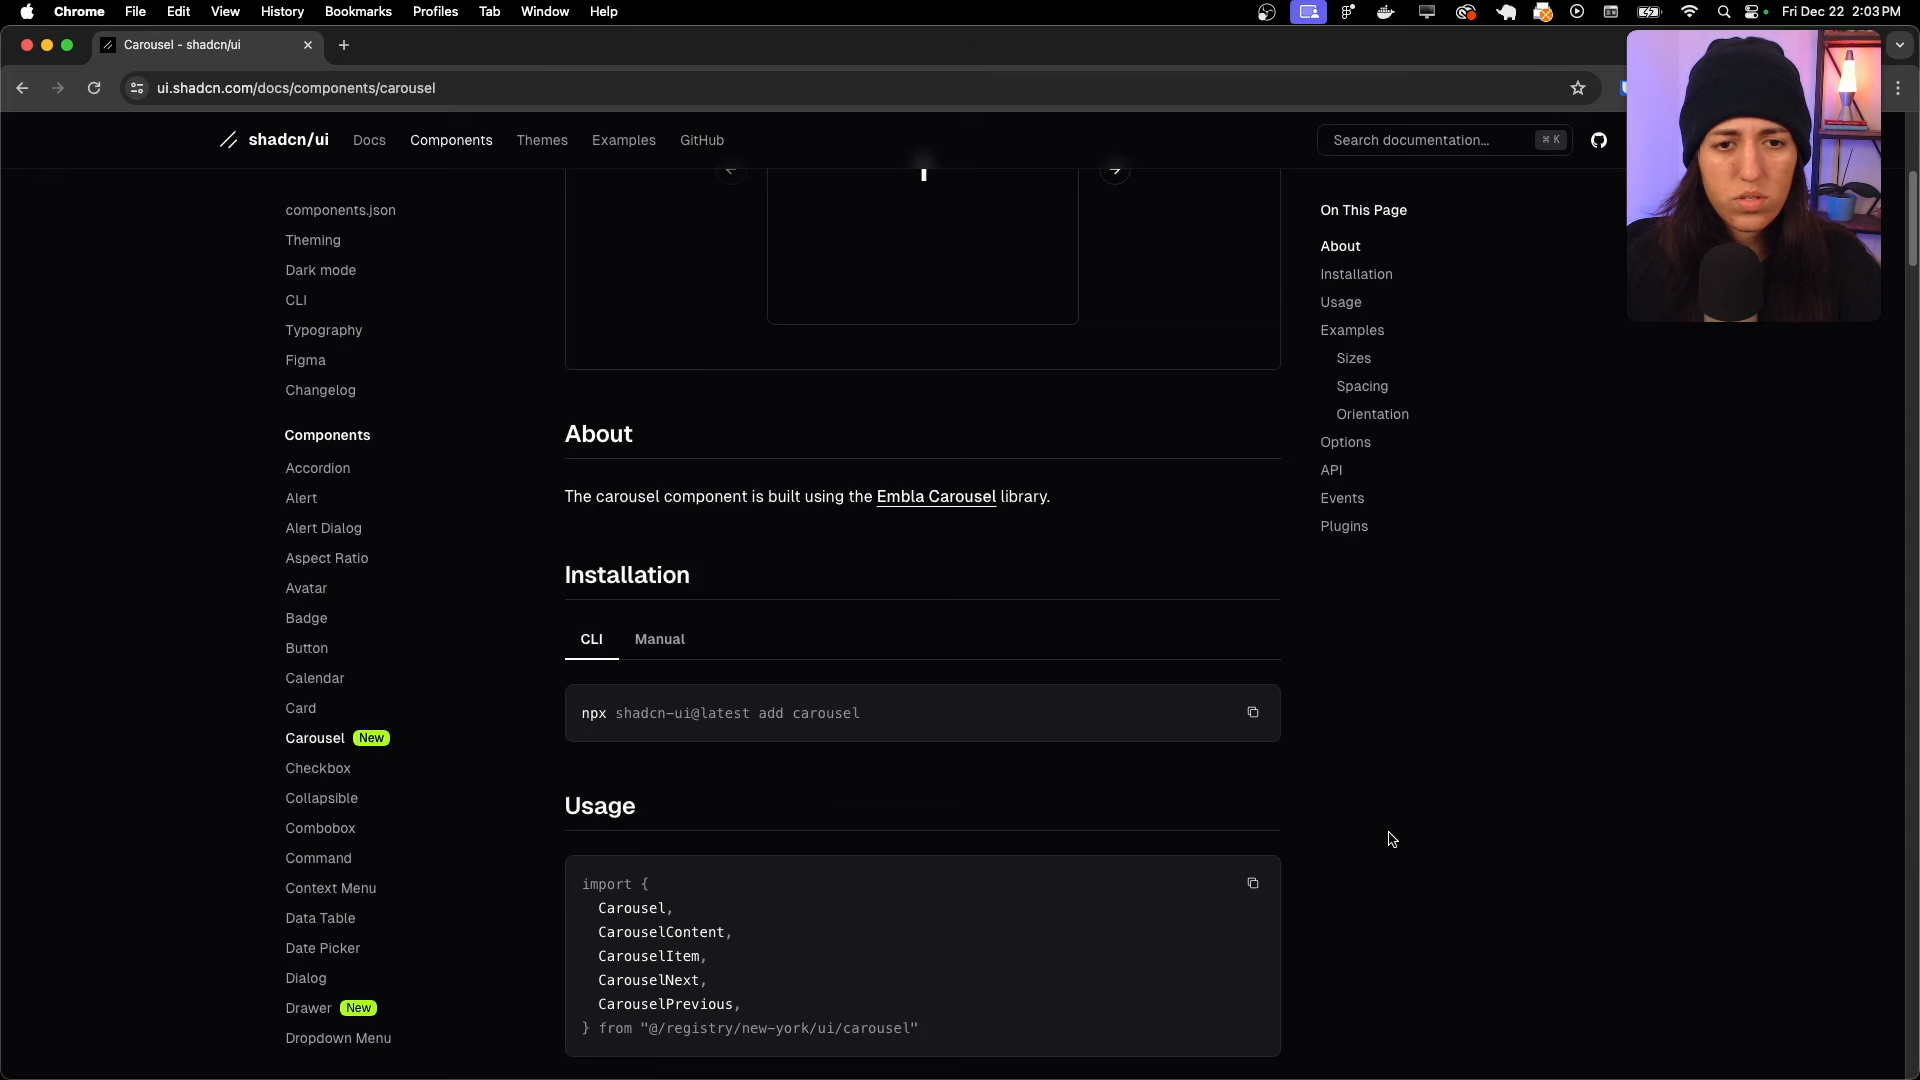 Chrome File Edit View History Bookmarks Profiles Tab Window Help
Fri Dec 22 2:03 PM
Carousel - shadcn/ui
ui.shadcn.com/docs/components/carousel
shadcn/ui Docs Components Themes Examples GitHub
Search documentation... ⌘ K
components.json
Theming
Dark mode
CLI
Typography
Figma
Changelog
Components
Accordion
Alert
Alert Dialog
Aspect Ratio
Avatar
Badge
Button
Calendar
Card
Carousel New
Checkbox
Collapsible
Combobox
Command
Context Menu
Data Table
Date Picker
Dialog
Drawer New
Dropdown Menu
About
The carousel component is built using the Embla Carousel library.
Installation
CLI Manual
npx shadcn-ui@latest add carousel
Usage
import {
Carousel,
CarouselContent,
CarouselItem,
CarouselNext,
CarouselPrevious,
} from "@/registry/new-york/ui/carousel"
On This Page
About
Installation
Usage
Examples
Sizes
Spacing
Orientation
Options
API
Events
Plugins